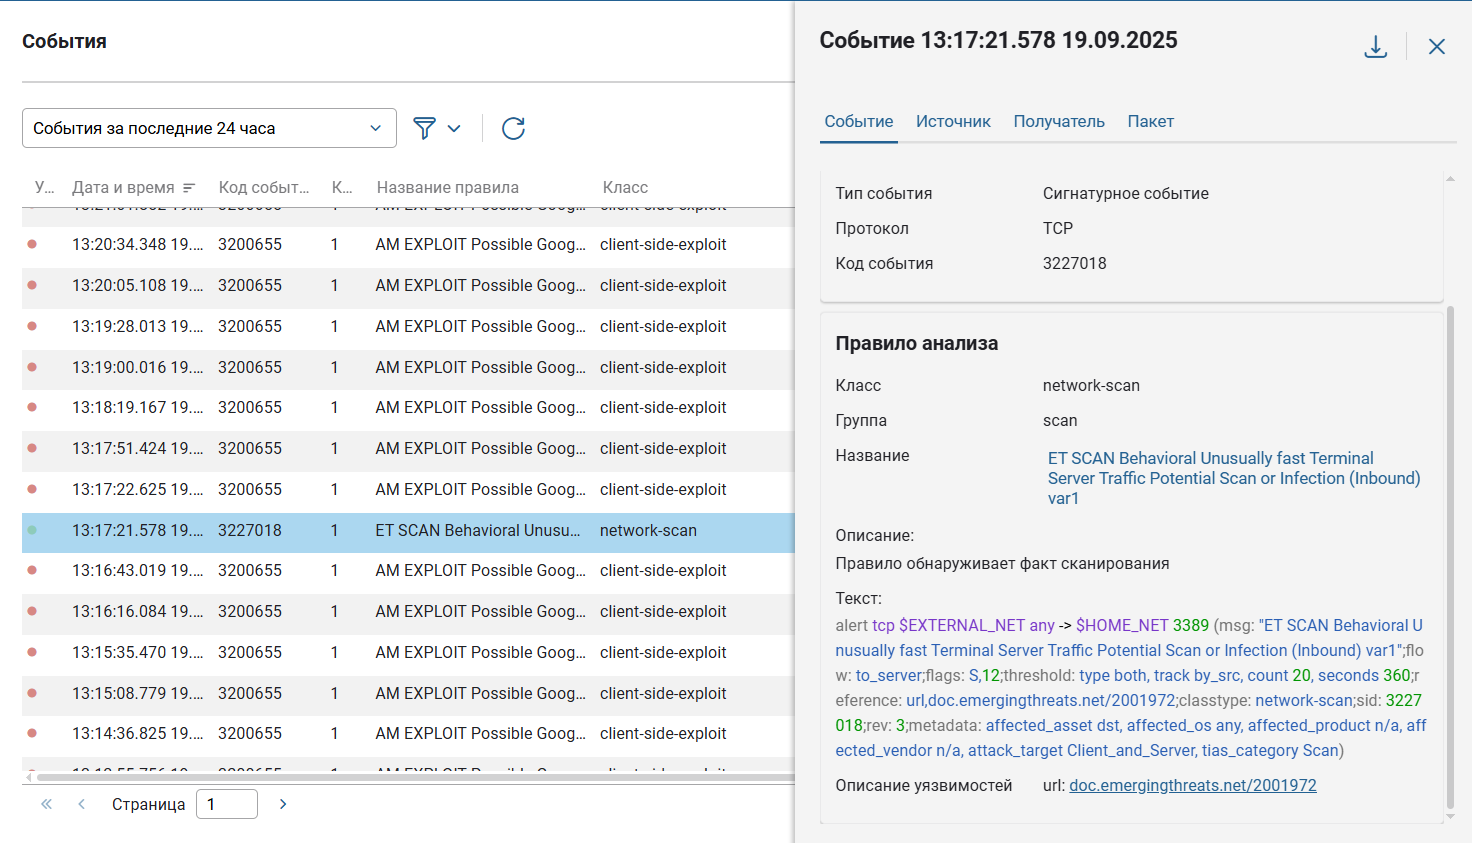 События
События за последние 24 часа
У... Дата и время Код событ... К... Название правила Класс
13:20:34.348 19.... 3200655 1 AM EXPLOIT Possible Goog... client-side-exploit
13:20:05.108 19.... 3200655 1 AM EXPLOIT Possible Goog... client-side-exploit
13:19:28.013 19.... 3200655 1 AM EXPLOIT Possible Goog... client-side-exploit
13:19:00.016 19.... 3200655 1 AM EXPLOIT Possible Goog... client-side-exploit
13:18:19.167 19.... 3200655 1 AM EXPLOIT Possible Goog... client-side-exploit
13:17:51.424 19.... 3200655 1 AM EXPLOIT Possible Goog... client-side-exploit
13:17:22.625 19.... 3200655 1 AM EXPLOIT Possible Goog... client-side-exploit
13:17:21.578 19.... 3227018 1 ET SCAN Behavioral Unusu... network-scan
13:16:43.019 19.... 3200655 1 AM EXPLOIT Possible Goog... client-side-exploit
13:16:16.084 19.... 3200655 1 AM EXPLOIT Possible Goog... client-side-exploit
13:15:35.470 19.... 3200655 1 AM EXPLOIT Possible Goog... client-side-exploit
13:15:08.779 19.... 3200655 1 AM EXPLOIT Possible Goog... client-side-exploit
13:14:36.825 19.... 3200655 1 AM EXPLOIT Possible Goog... client-side-exploit
Страница 1
Событие 13:17:21.578 19.09.2025
Событие Источник Получатель Пакет
Тип события Сигнатурное событие
Протокол TCP
Код события 3227018
Правило анализа
Класс network-scan
Группа scan
Название ET SCAN Behavioral Unusually fast Terminal
Server Traffic Potential Scan or Infection (Inbound)
var1
Описание:
Правило обнаруживает факт сканирования
Текст:
alert tcp $EXTERNAL_NET any -> $HOME_NET 3389 (msg: "ET SCAN Behavioral U
nusually fast Terminal Server Traffic Potential Scan or Infection (Inbound) var1";flo
w: to_server;flags: S,12;threshold: type both, track by_src, count 20, seconds 360;r
eference: url,doc.emergingthreats.net/2001972;classtype: network-scan;sid: 3227
018;rev: 3;metadata: affected_asset dst, affected_os any, affected_product n/a, aff
ected_vendor n/a, attack_target Client_and_Server, tias_category Scan)
Описание уязвимостей url: doc.emergingthreats.net/2001972